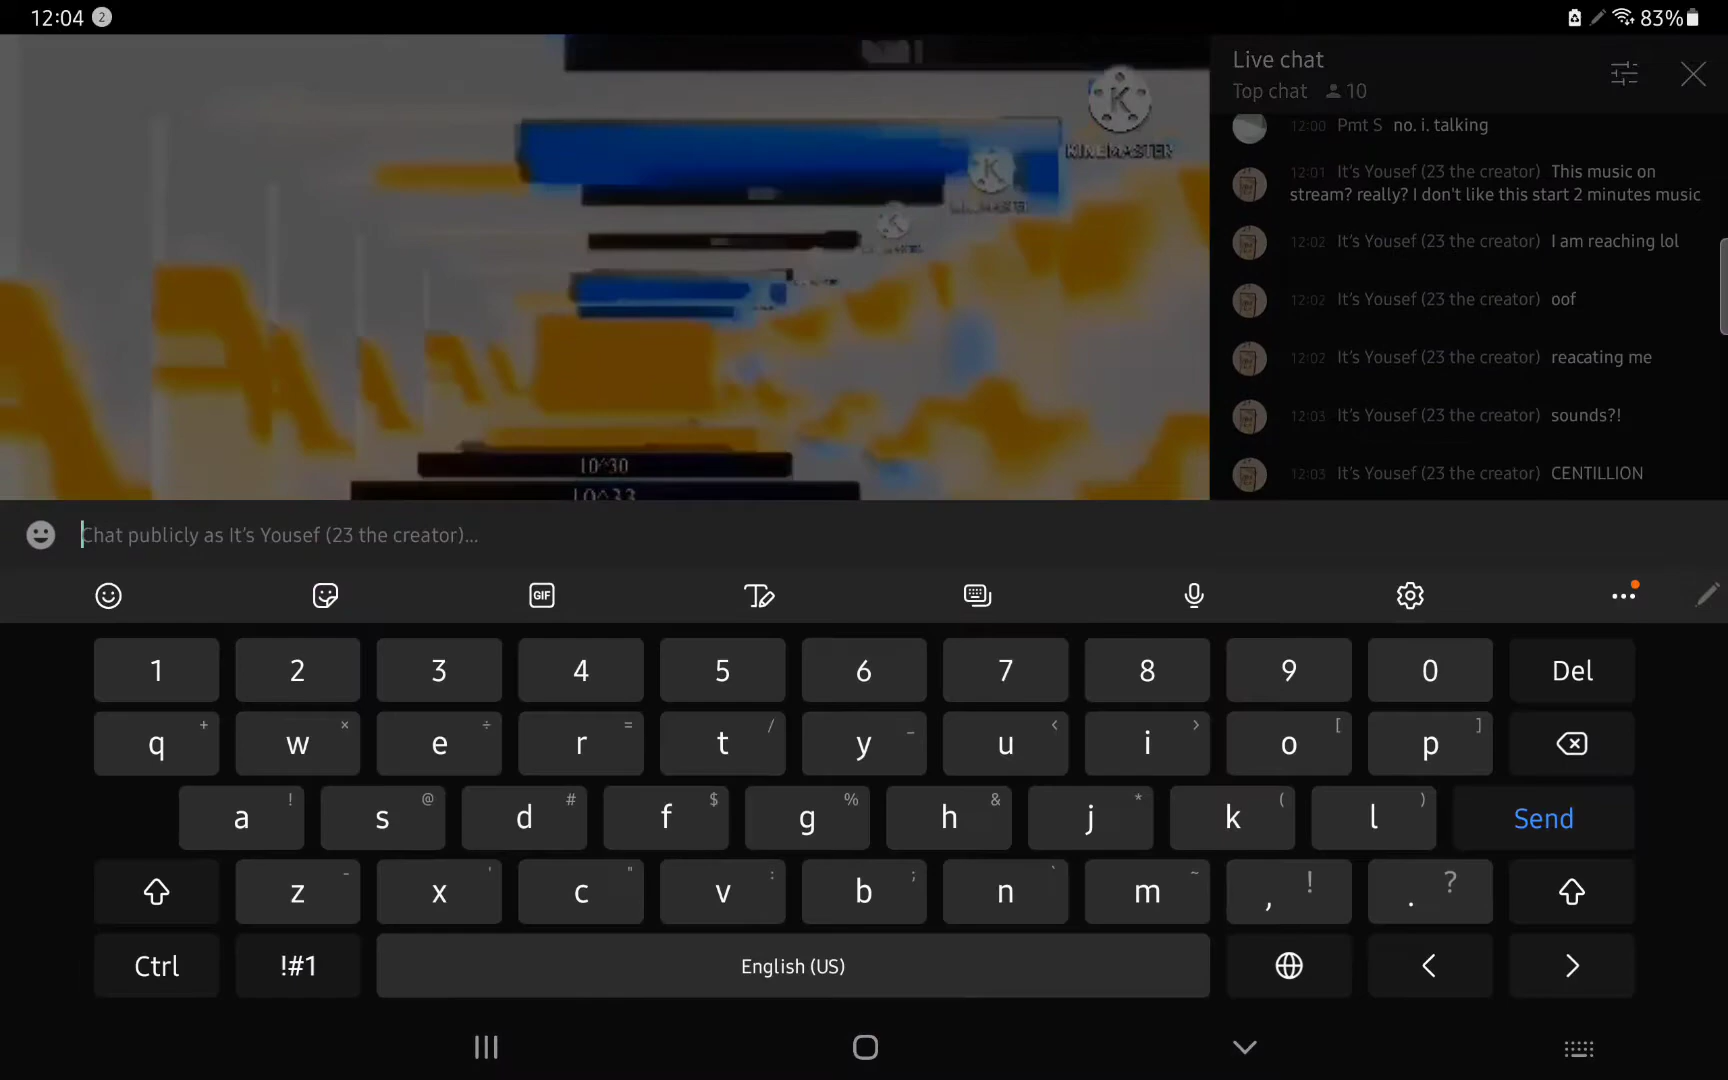 12:04 2
83%
KINEMASTER
KINEMASTER
10^30
10^33
Live chat
Top chat 10
12:00 Pmt S no. i. talking
12:01 It's Yousef (23 the creator) This music on
stream? really? I don't like this start 2 minutes music
12:02 It's Yousef (23 the creator) I am reaching lol
12:02 It's Yousef (23 the creator) oof
12:02 It's Yousef (23 the creator) reacating me
12:03 It's Yousef (23 the creator) sounds?!
12:03 It's Yousef (23 the creator) CENTILLION
Chat publicly as It's Yousef (23 the creator)...
GIF
1 2 3 4 5 6 7 8 9 0 Del
q + w × e ÷ r = t / y _ u < i > o [ p ]
a ! s @ d # f $ g % h & j * k ( l ) Send
z - x ' c " v : b ; n ` m ~ , ! . ?
Ctrl !#1 English (US) < >